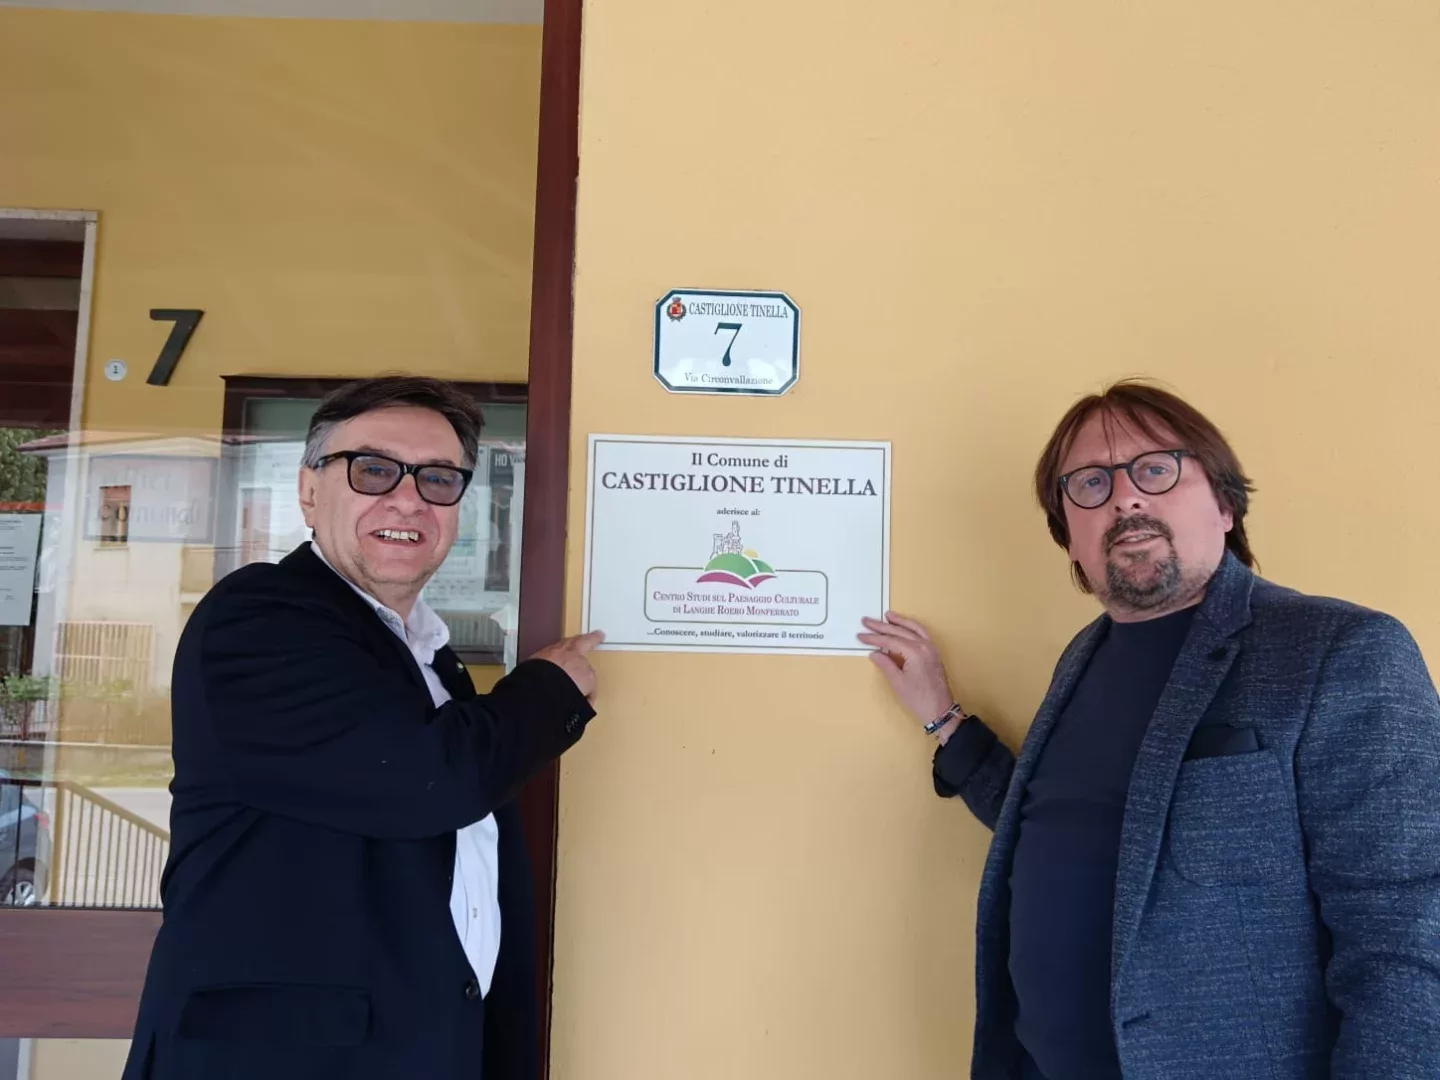 7
1
CASTIGLIONE TINELLA
7
Via Circonvallazione
Il Comune di
CASTIGLIONE TINELLA
aderisce al:
CENTRO STUDI SUL PAESAGGIO CULTURALE
DI LANGHE ROERO MONFERRATO
...Conoscere, studiare, valorizzare il territorio